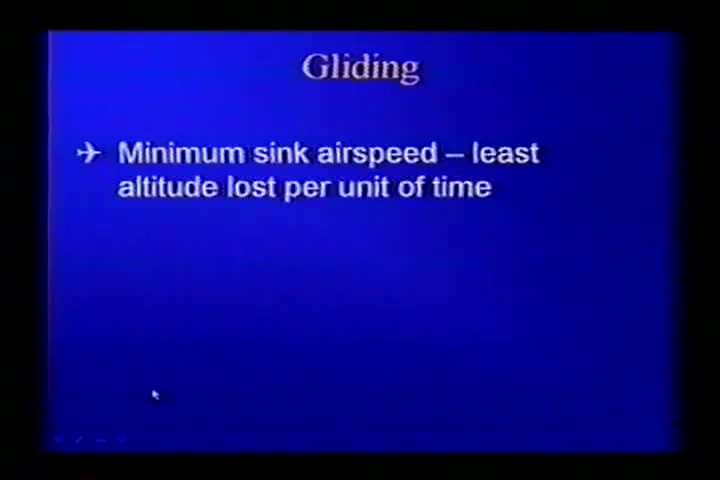 Gliding
Minimum sink airspeed – least
altitude lost per unit of time